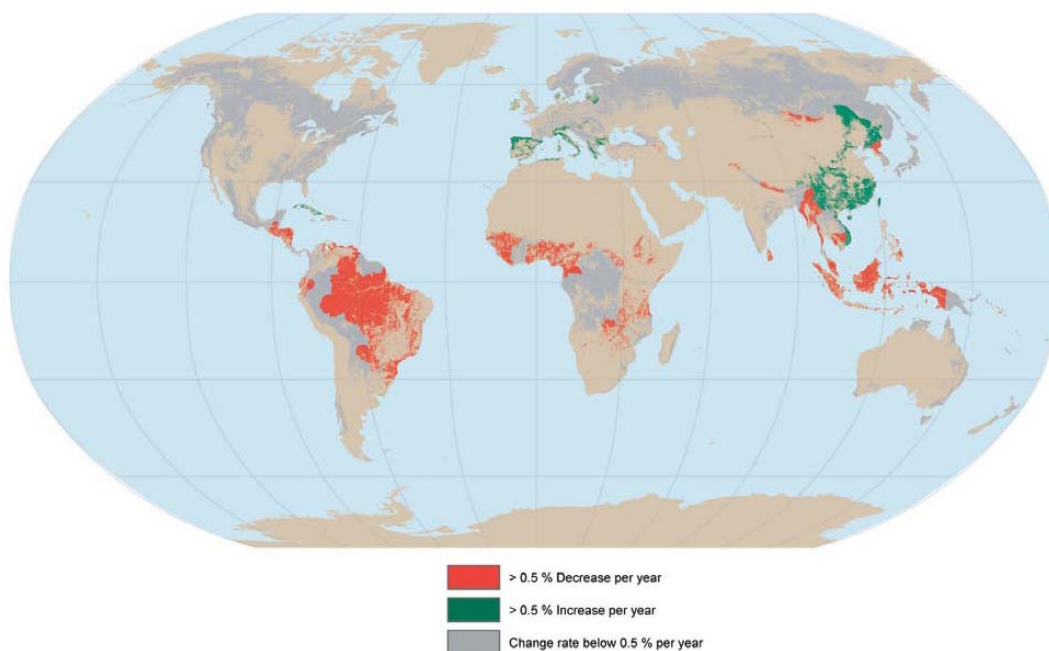 > 0.5 % Decrease per year
> 0.5 % Increase per year
Change rate below 0.5 % per year